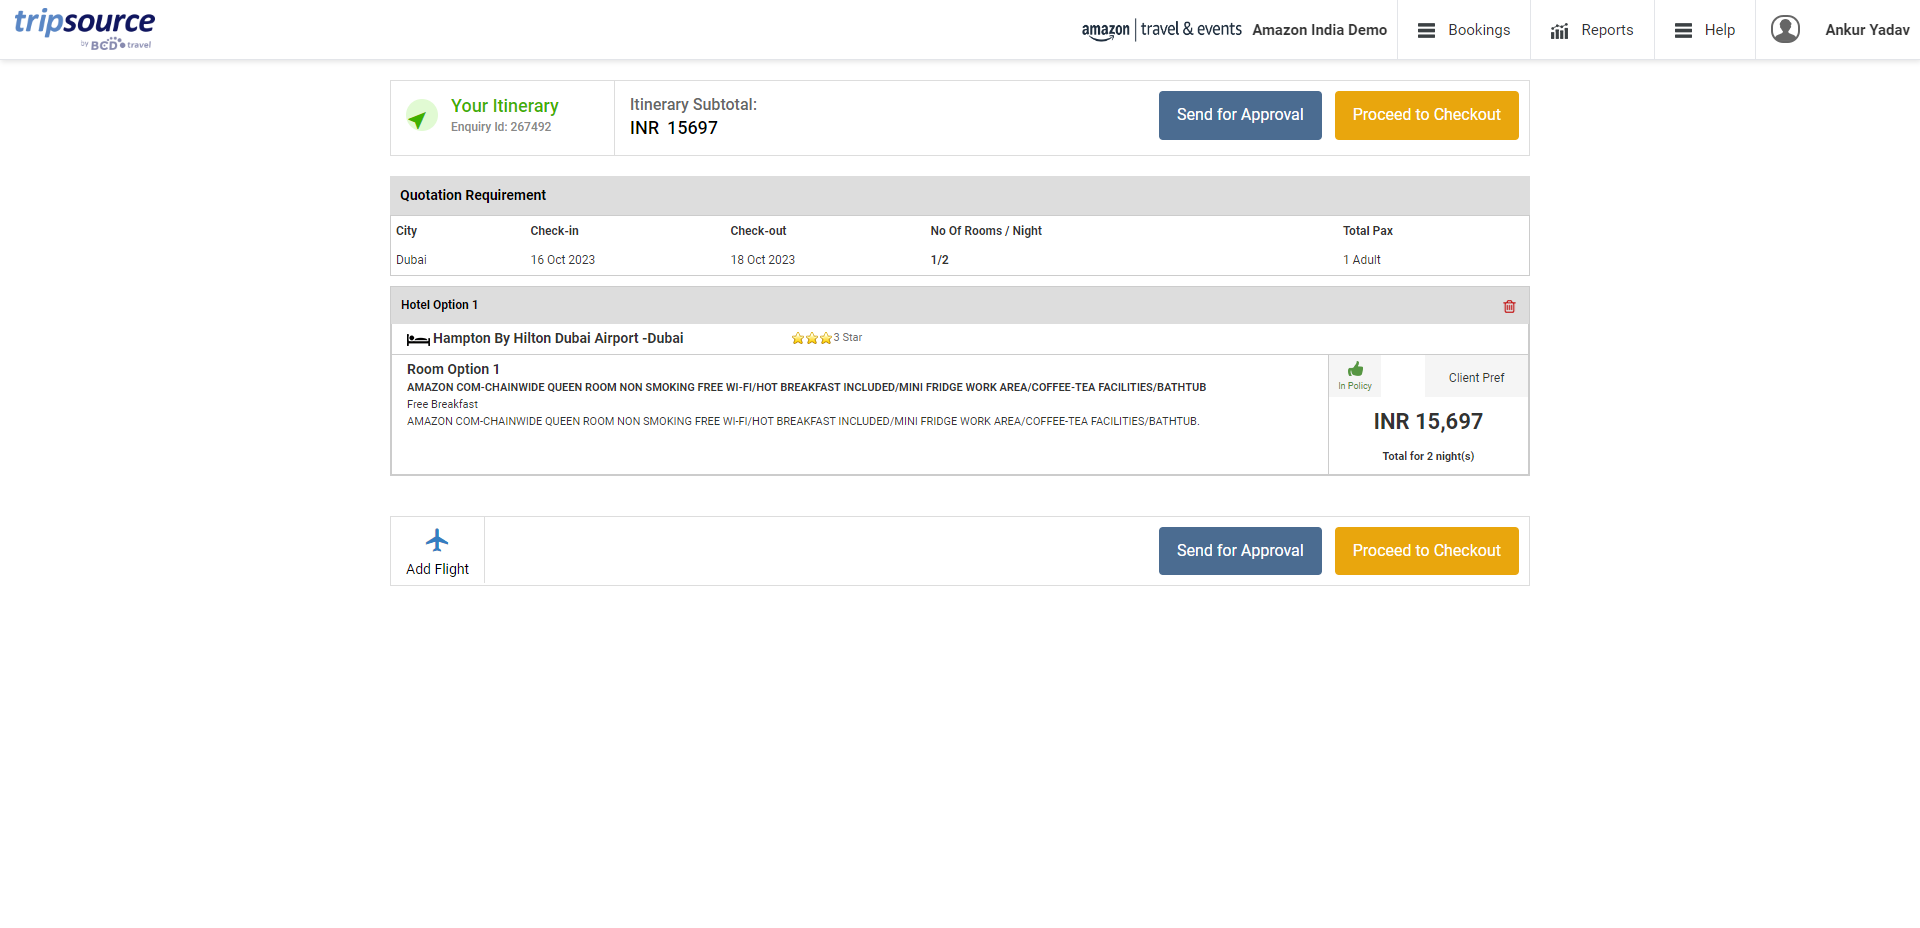 tripsource
by BCD travel
amazon travel & events Amazon India Demo
Bookings
Reports
Help
Ankur Yadav
Your Itinerary
Enquiry Id: 267492
Itinerary Subtotal:
INR 15697
Send for Approval
Proceed to Checkout
Quotation Requirement
City Check-in Check-out No Of Rooms / Night Total Pax
Dubai 16 Oct 2023 18 Oct 2023 1/2 1 Adult
Hotel Option 1
Hampton By Hilton Dubai Airport -Dubai 3 Star
Room Option 1
AMAZON COM-CHAINWIDE QUEEN ROOM NON SMOKING FREE WI-FI/HOT BREAKFAST INCLUDED/MINI FRIDGE WORK AREA/COFFEE-TEA FACILITIES/BATHTUB
Free Breakfast
AMAZON COM-CHAINWIDE QUEEN ROOM NON SMOKING FREE WI-FI/HOT BREAKFAST INCLUDED/MINI FRIDGE WORK AREA/COFFEE-TEA FACILITIES/BATHTUB.
In Policy
Client Pref
INR 15,697
Total for 2 night(s)
Add Flight
Send for Approval
Proceed to Checkout